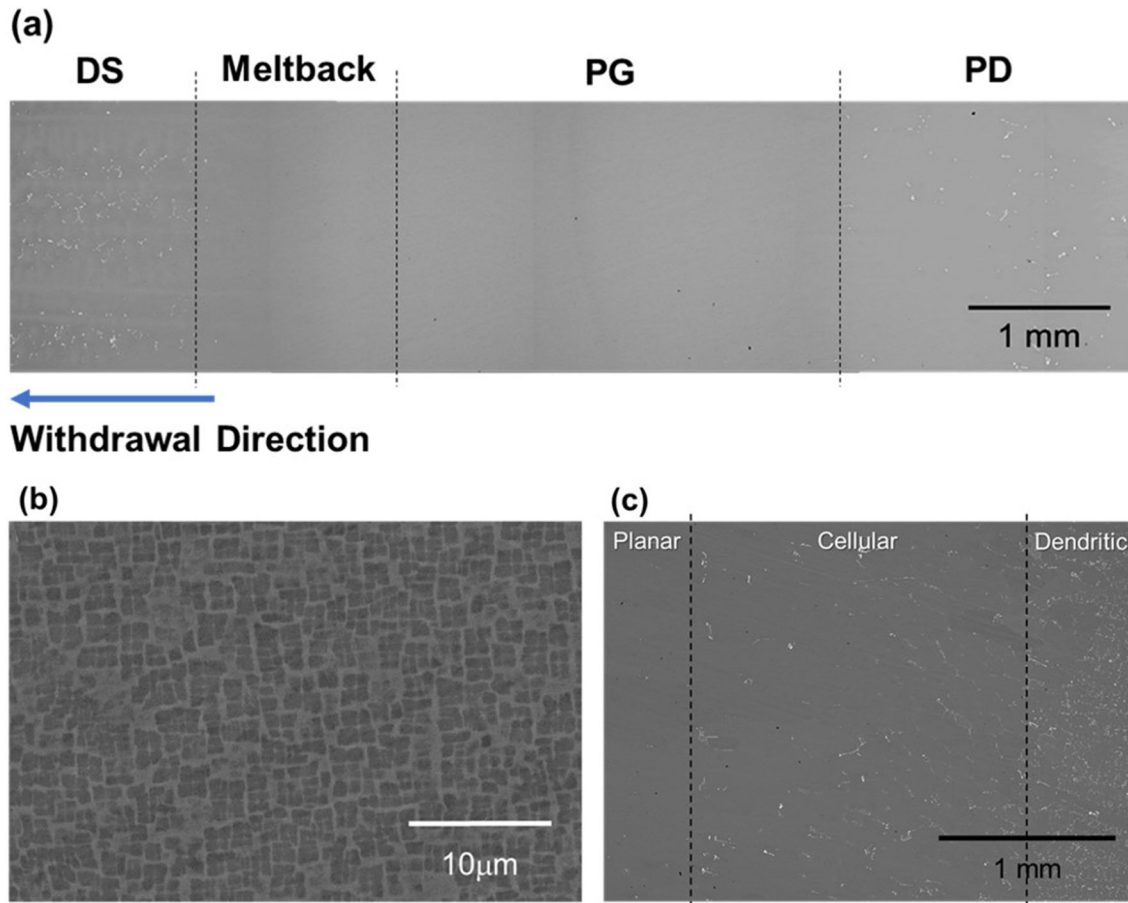 (a)
DS Meltback PG PD
1 mm
Withdrawal Direction
(b)
10μm
(c)
Planar Cellular Dendritic
1 mm